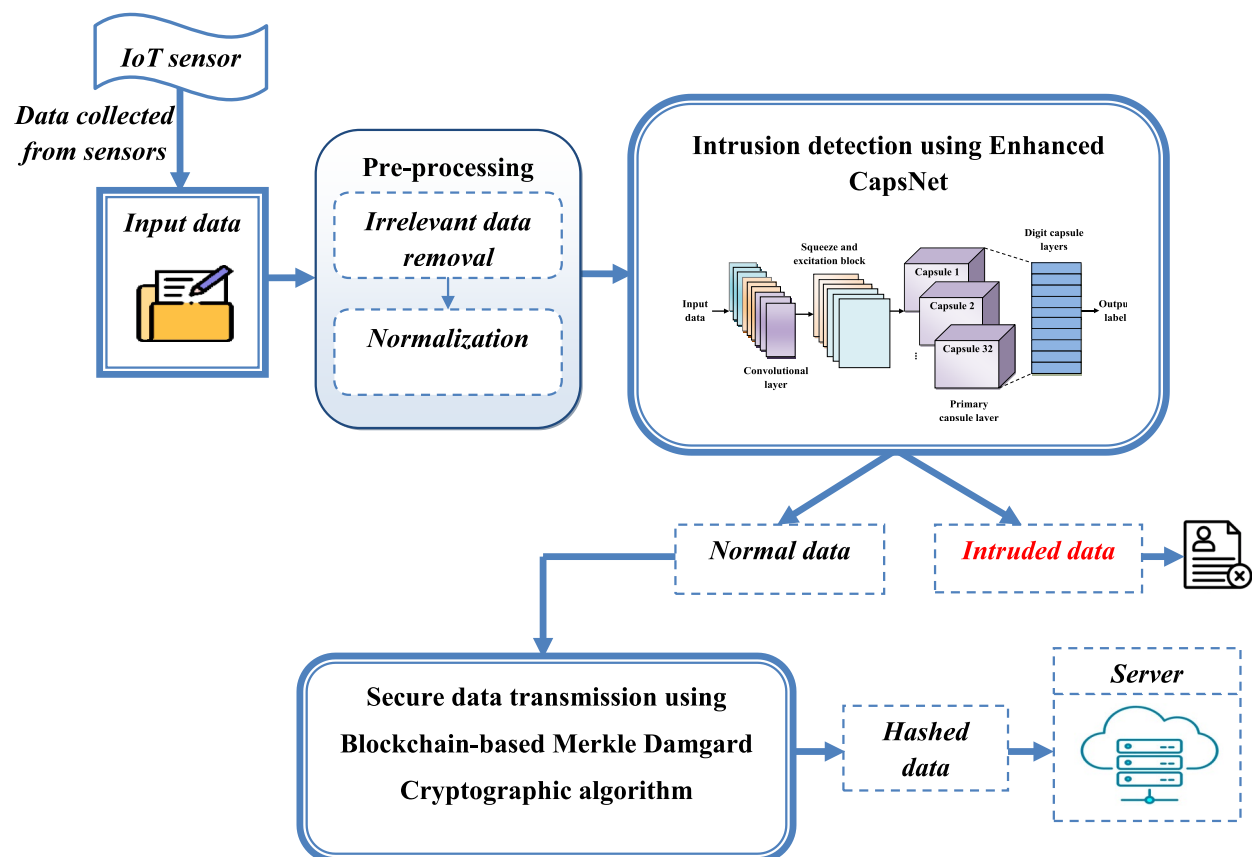 IoT sensor
Data collected
from sensors
Input data
Pre-processing
Irrelevant data
removal
Normalization
Intrusion detection using Enhanced
CapsNet
Input
data
Convolutional
layer
Squeeze and
excitation block
Capsule 1
Capsule 2
Capsule 32
Primary
capsule layer
Digit capsule
layers
Output
label
Normal data
Intruded data
Secure data transmission using
Blockchain-based Merkle Damgard
Cryptographic algorithm
Hashed
data
Server